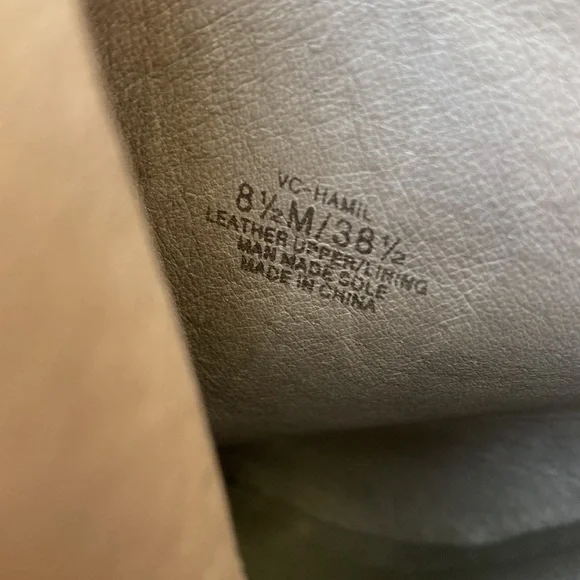 VC-HAMIL
8½M/38½
LEATHER UPPER/LINING
MAN MADE SOLE
MADE IN CHINA